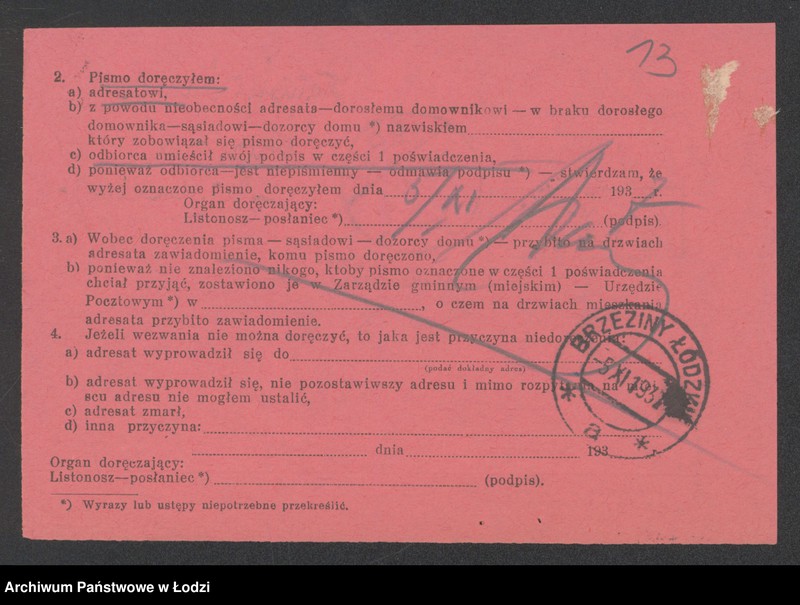 13
2. Pismo doręczyłem:
a) adresatowi,
b) z powodu nieobecności adresata—dorosłemu domownikowi — w braku dorosłego
domownika—sąsiadowi—dozorcy domu *) nazwiskiem
który zobowiązał się pismo doręczyć,
c) odbiorca umieścił swój podpis w części 1 poświadczenia,
d) ponieważ odbiorca—jest niepiśmienny — odmawia podpisu *) — stwierdzam, że
wyżej oznaczone pismo doręczyłem dnia 5/XI 193 r.
Organ doręczający:
Listonosz—posłaniec *) (podpis).
3. a) Wobec doręczenia pisma — sąsiadowi — dozorcy domu *) — przybito na drzwiach
adresata zawiadomienie, komu pismo doręczono,
b) ponieważ nie znaleziono nikogo, ktoby pismo oznaczone w części 1 poświadczenia
chciał przyjąć, zostawiono je w Zarządzie gminnym (miejskim) — Urzędzie
Pocztowym *) w , o czem na drzwiach mieszkania
adresata przybito zawiadomienie.
4. Jeżeli wezwania nie można doręczyć, to jaka jest przyczyna niedoręczenia:
a) adresat wyprowadził się do
(podać dokładny adres)
b) adresat wyprowadził się, nie pozostawiwszy adresu i mimo rozpytania na miej-
scu adresu nie mogłem ustalić,
c) adresat zmarł,
d) inna przyczyna:
dnia 193
Organ doręczający:
Listonosz—posłaniec *) (podpis).
*) Wyrazy lub ustępy niepotrzebne przekreślić.
BRZEZINY ŁÓDZKIE
-5 XI 193
* a *
Archiwum Państwowe w Łodzi